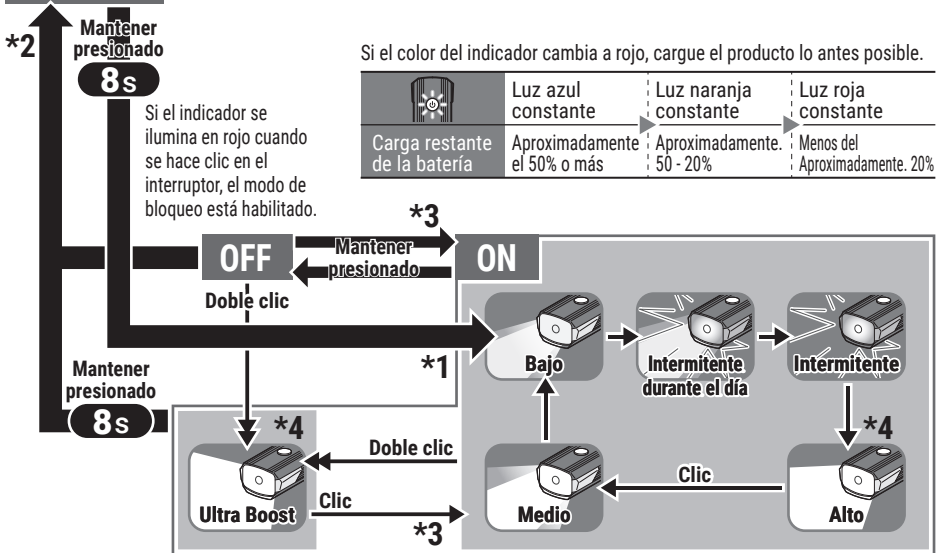 *2
Mantener
presionado
8s
Si el indicador se
ilumina en rojo cuando
se hace clic en el
interruptor, el modo de
bloqueo está habilitado.
Si el color del indicador cambia a rojo, cargue el producto lo antes posible.
Luz azul
constante
Luz naranja
constante
Luz roja
constante
Carga restante
de la batería
Aproximadamente
el 50% o más
Aproximadamente.
50 - 20%
Menos del
Aproximadamente. 20%
*3
OFF
Mantener
presionado
ON
Doble clic
*1
Bajo
Intermitente
durante el día
Intermitente
Mantener
presionado
8s
*4
Ultra Boost
Doble clic
Clic
*3
Medio
Clic
*4
Alto